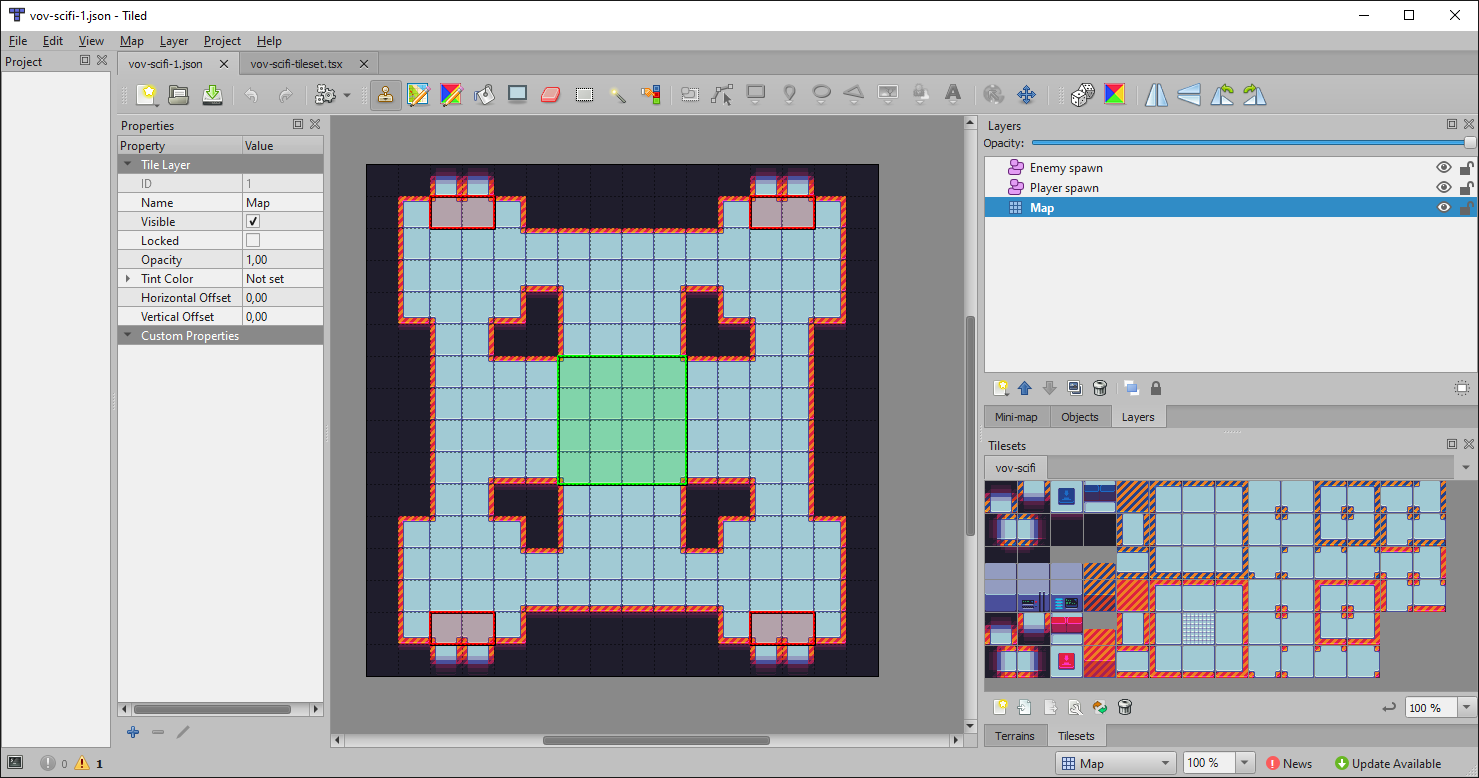 vov-scifi-1.json - Tiled
File Edit View Map Layer Project Help
Project
vov-scifi-1.json
vov-scifi-tileset.tsx
Properties
Property Value
Tile Layer
ID 1
Name Map
Visible
Locked
Opacity 1,00
Tint Color Not set
Horizontal Offset 0,00
Vertical Offset 0,00
Custom Properties
Layers
Opacity:
Enemy spawn
Player spawn
Map
Mini-map Objects Layers
Tilesets
vov-scifi
100 %
Terrains Tilesets
0 1
Map 100 % News Update Available